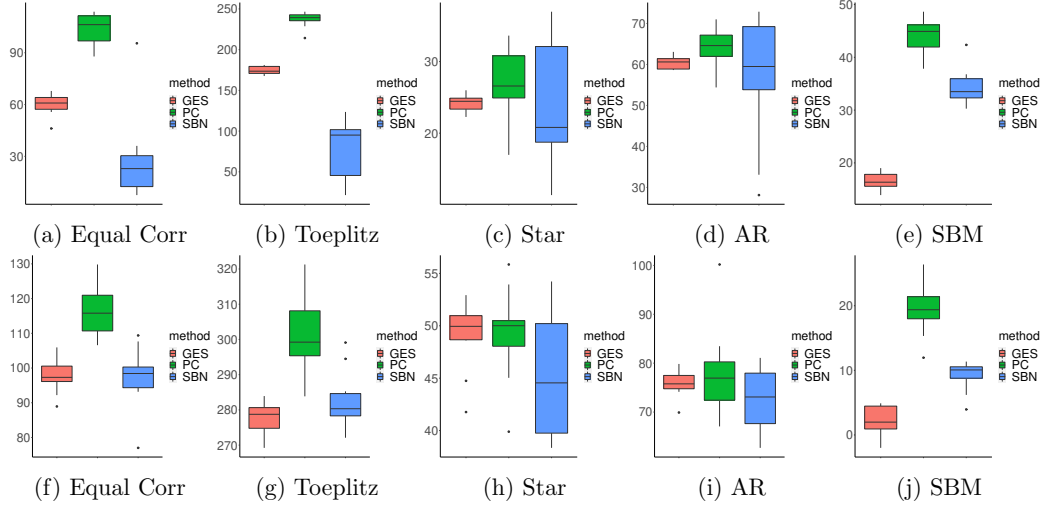 90
60
30
method
GES
PC
SBN
(a) Equal Corr
250
200
150
100
50
method
GES
PC
SBN
(b) Toeplitz
30
20
method
GES
PC
SBN
(c) Star
70
60
50
40
30
method
GES
PC
SBN
(d) AR
50
40
30
20
method
GES
PC
SBN
(e) SBM
130
120
110
100
90
80
method
GES
PC
SBN
(f) Equal Corr
320
310
300
290
280
270
method
GES
PC
SBN
(g) Toeplitz
55
50
45
40
method
GES
PC
SBN
(h) Star
100
90
80
70
method
GES
PC
SBN
(i) AR
20
10
0
method
GES
PC
SBN
(j) SBM